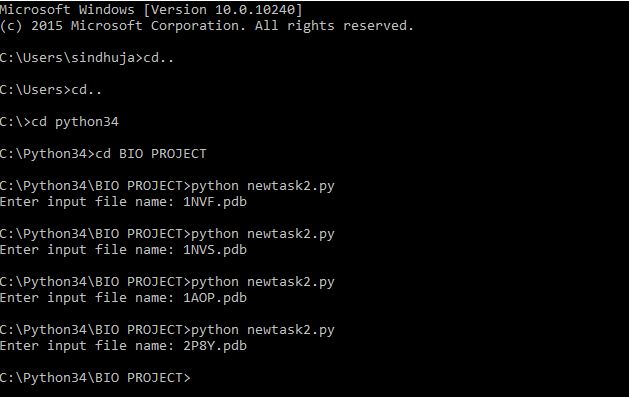 Microsoft Windows [Version 10.0.10240]
(c) 2015 Microsoft Corporation. All rights reserved.
C:\Users\sindhuja>cd..
C:\Users>cd..
C:\>cd python34
C:\Python34>cd BIO PROJECT
C:\Python34\BIO PROJECT>python newtask2.py
Enter input file name: 1NVF.pdb
C:\Python34\BIO PROJECT>python newtask2.py
Enter input file name: 1NVS.pdb
C:\Python34\BIO PROJECT>python newtask2.py
Enter input file name: 1AOP.pdb
C:\Python34\BIO PROJECT>python newtask2.py
Enter input file name: 2P8Y.pdb
C:\Python34\BIO PROJECT>